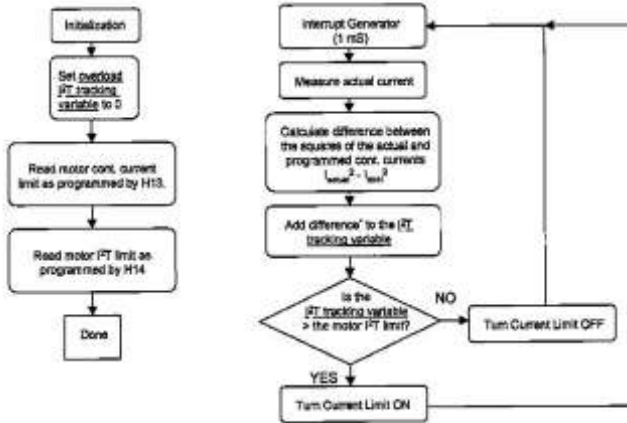 Initialization
Set overload
I²T tracking
variable to 0
Read motor cont. current
limit as programmed by H13.
Read motor I²T limit as
programmed by H14
Done
Interrupt Generator
(1 mS)
Measure actual current
Calculate difference between
the squares of the actual and
programmed cont. currents
I actual² - I cont²
Add difference* to the I²T
tracking variable
Is the
I²T tracking variable
> the motor I²T limit?
NO
Turn Current Limit OFF
YES
Turn Current Limit ON